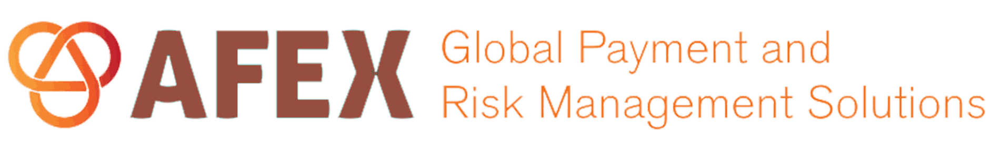 AFEX
Global Payment and
Risk Management Solutions